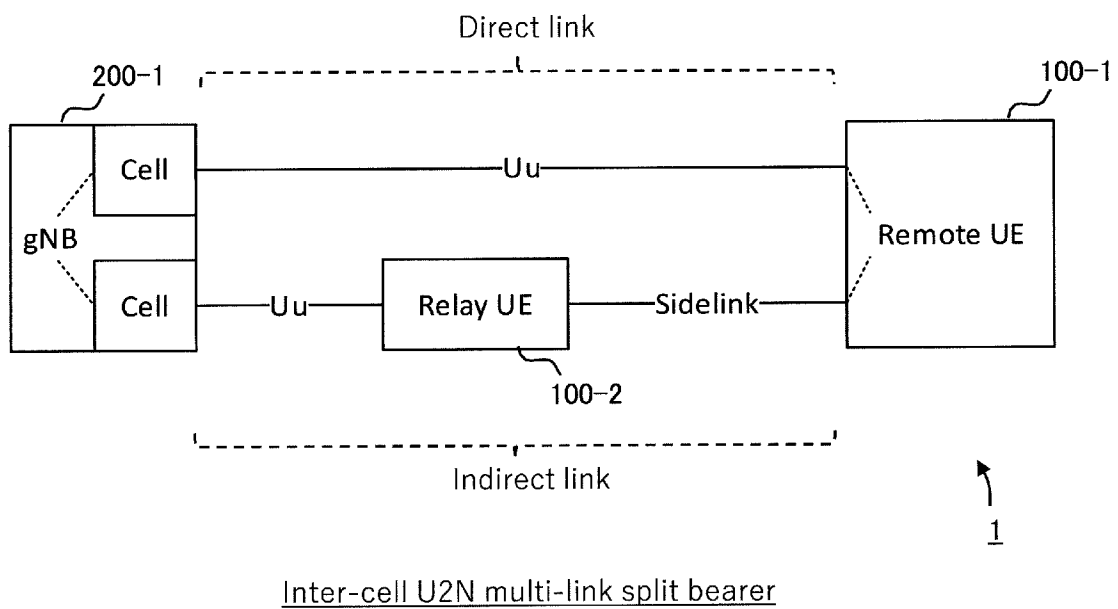 Direct link
200-1
100-1
Cell
Uu
gNB
Remote UE
Cell
Uu
Relay UE
Sidelink
100-2
Indirect link
1
Inter-cell U2N multi-link split bearer